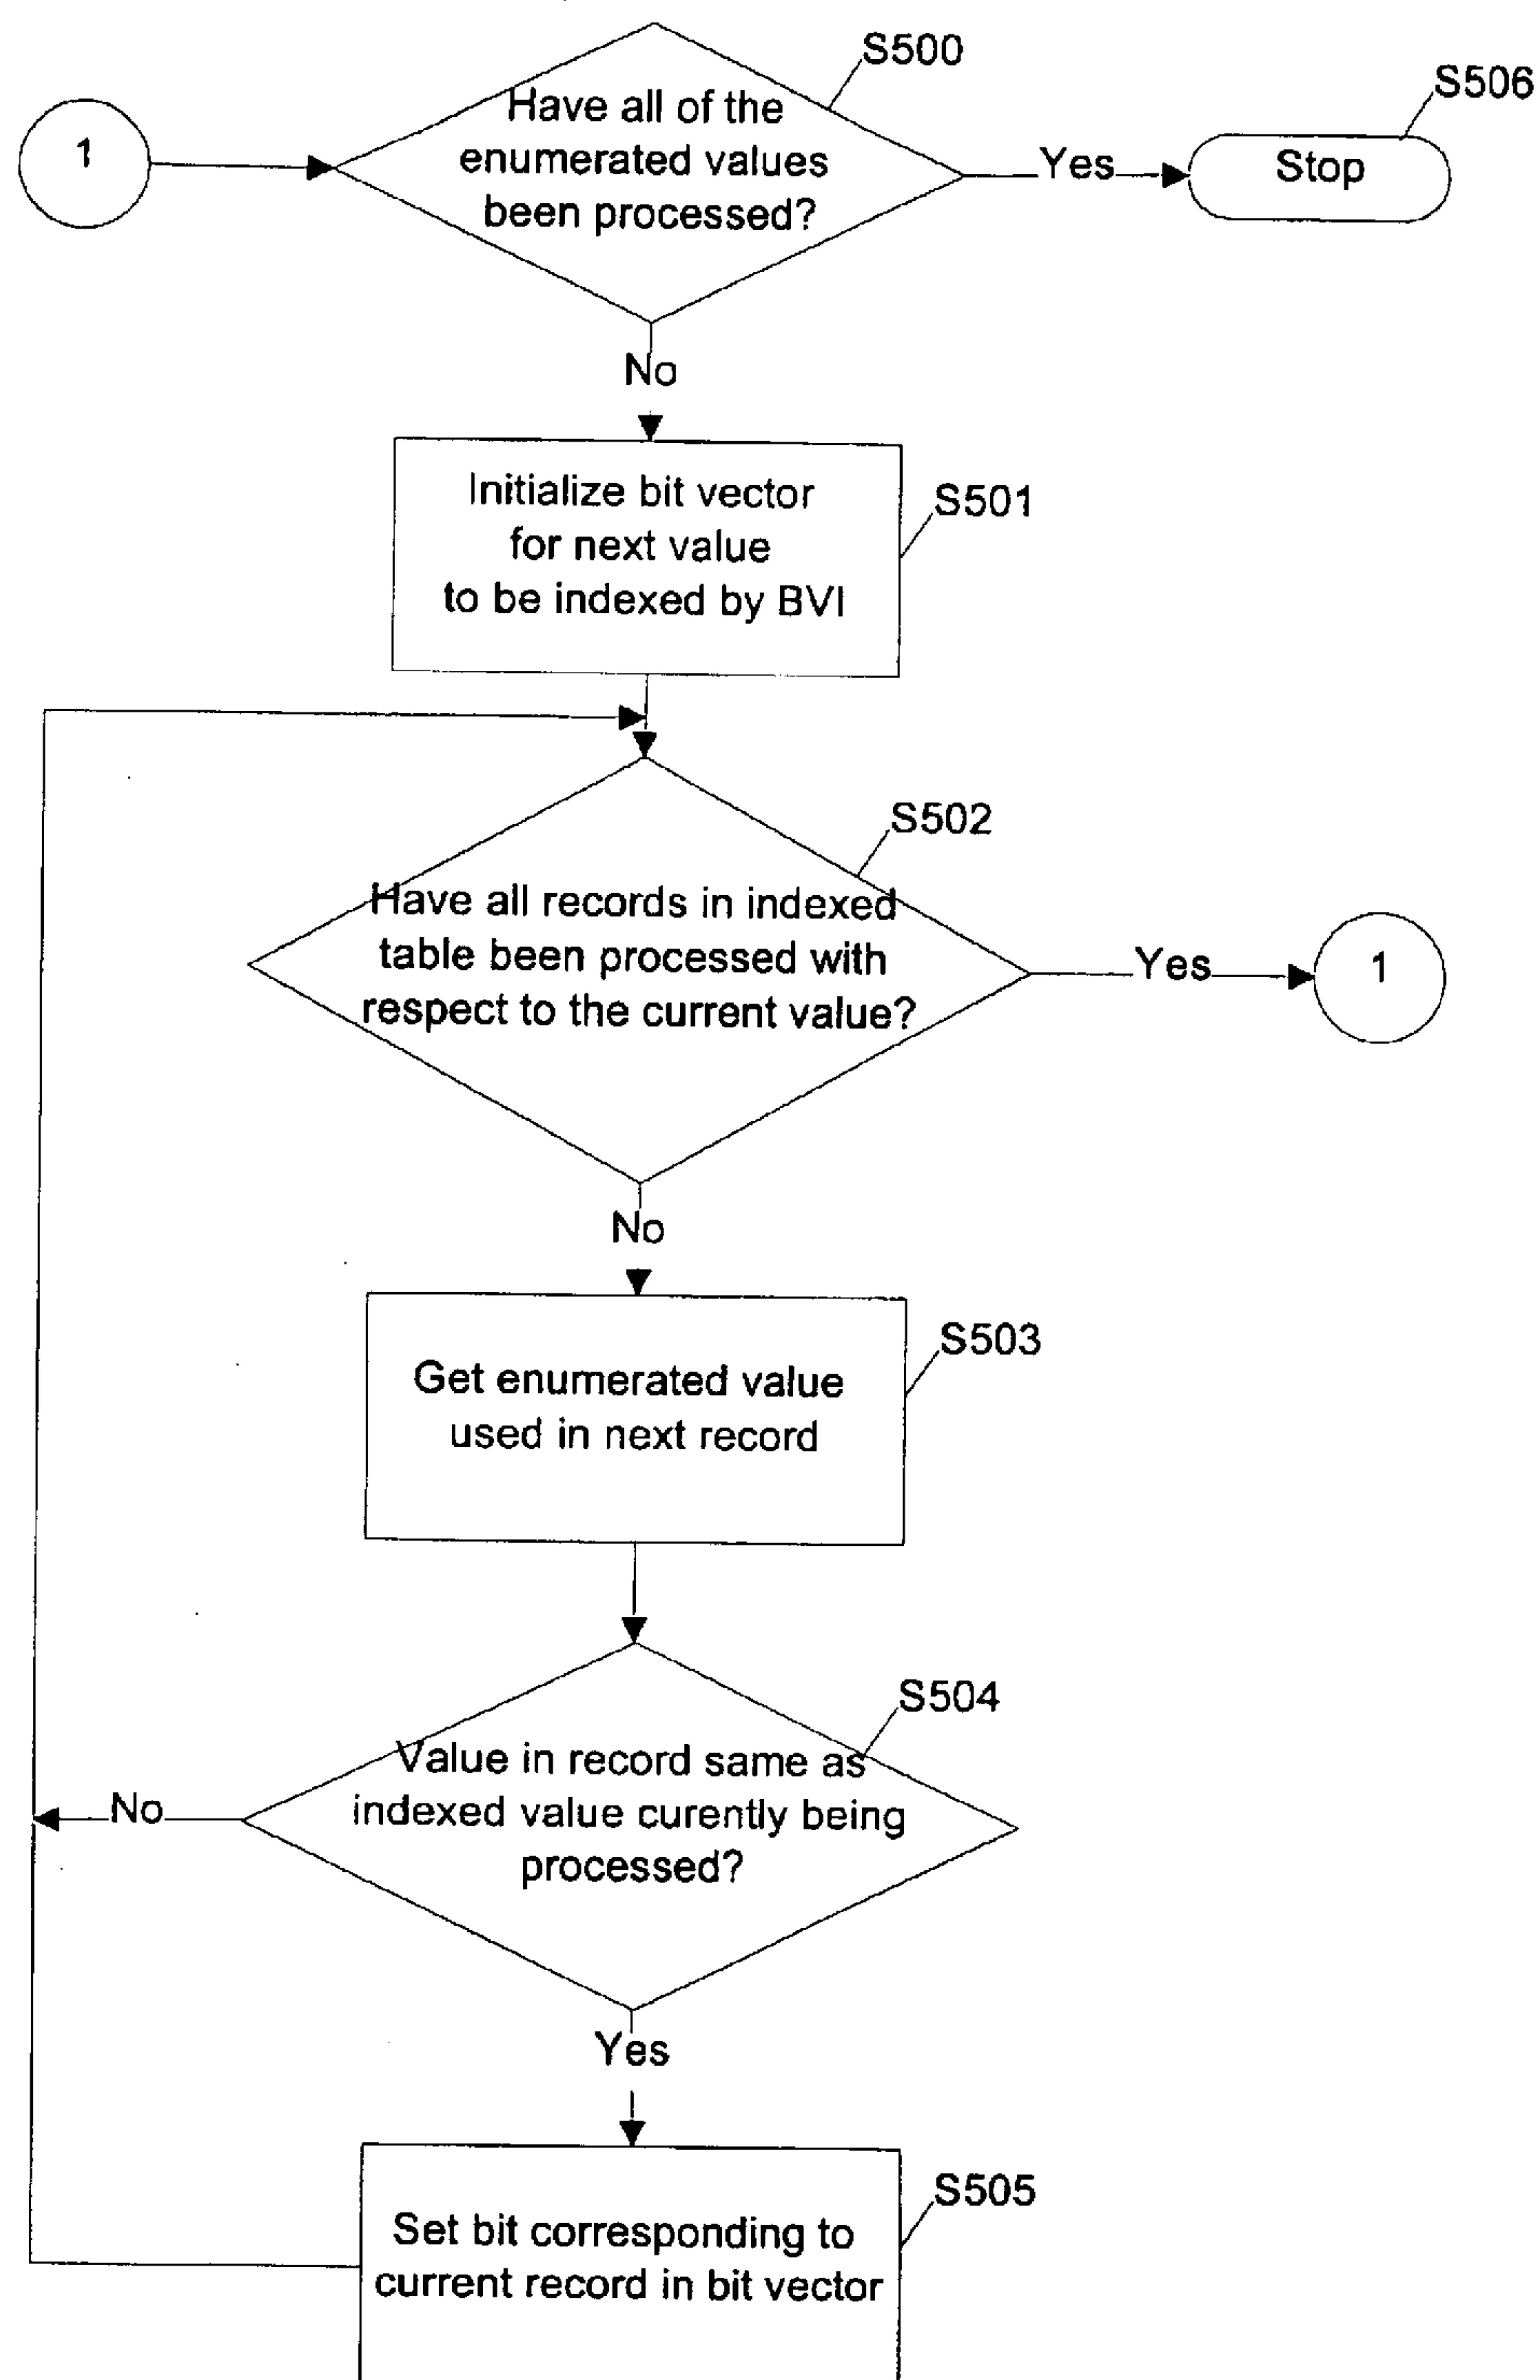 S500
S506
1
Have all of the
enumerated values
been processed?
Yes
Stop
No
Initialize bit vector
for next value
to be indexed by BVI
S501
S502
Have all records in indexed
table been processed with
respect to the current value?
Yes
1
No
S503
Get enumerated value
used in next record
S504
Value in record same as
indexed value curently being
processed?
No
Yes
S505
Set bit corresponding to
current record in bit vector